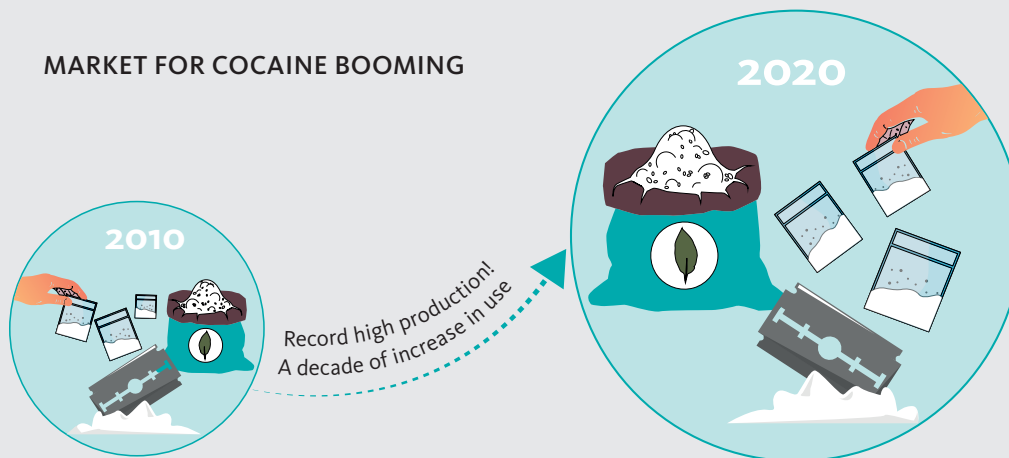 MARKET FOR COCAINE BOOMING
2020
2010
Record high production!
A decade of increase in use